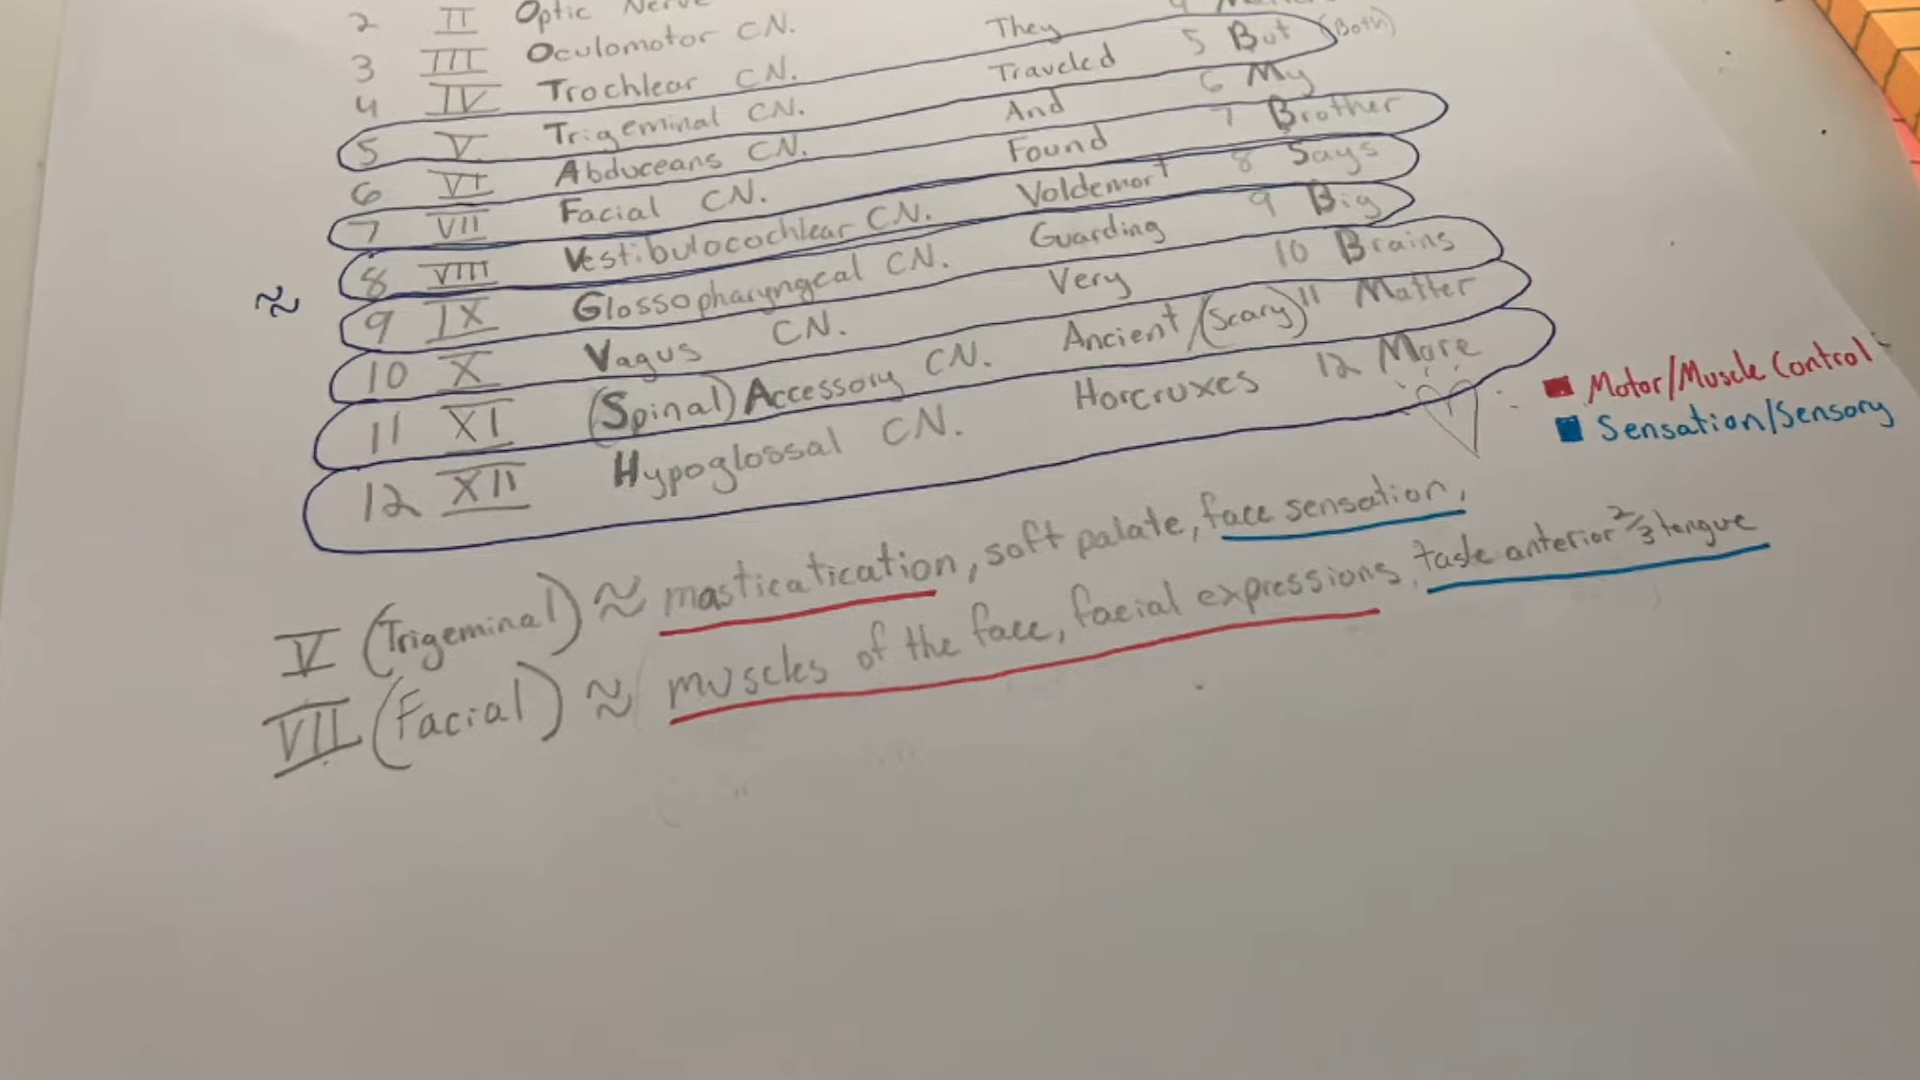 2 II Optic Nerve
3 III Oculomotor CN. They
4 IV Trochlear CN. Traveled 5 But (Both)
5 V Trigeminal CN. And 6 My
6 VI Abduceans CN. Found 7 Brother
7 VII Facial CN. Voldemort 8 Says
8 VIII Vestibulocochlear CN. Guarding 9 Big
9 IX Glossopharyngeal CN. Very 10 Brains
10 X Vagus CN. Ancient/(Scary) 11 Matter
11 XI (Spinal) Accessory CN. Horcruxes 12 More
12 XII Hypoglossal CN.
≈
Motor/Muscle Control
Sensation/Sensory
V (Trigeminal) ≈ masticatication, soft palate, face sensation,
VII (Facial) ≈ muscles of the face, facial expressions, taste anterior 2/3 tongue